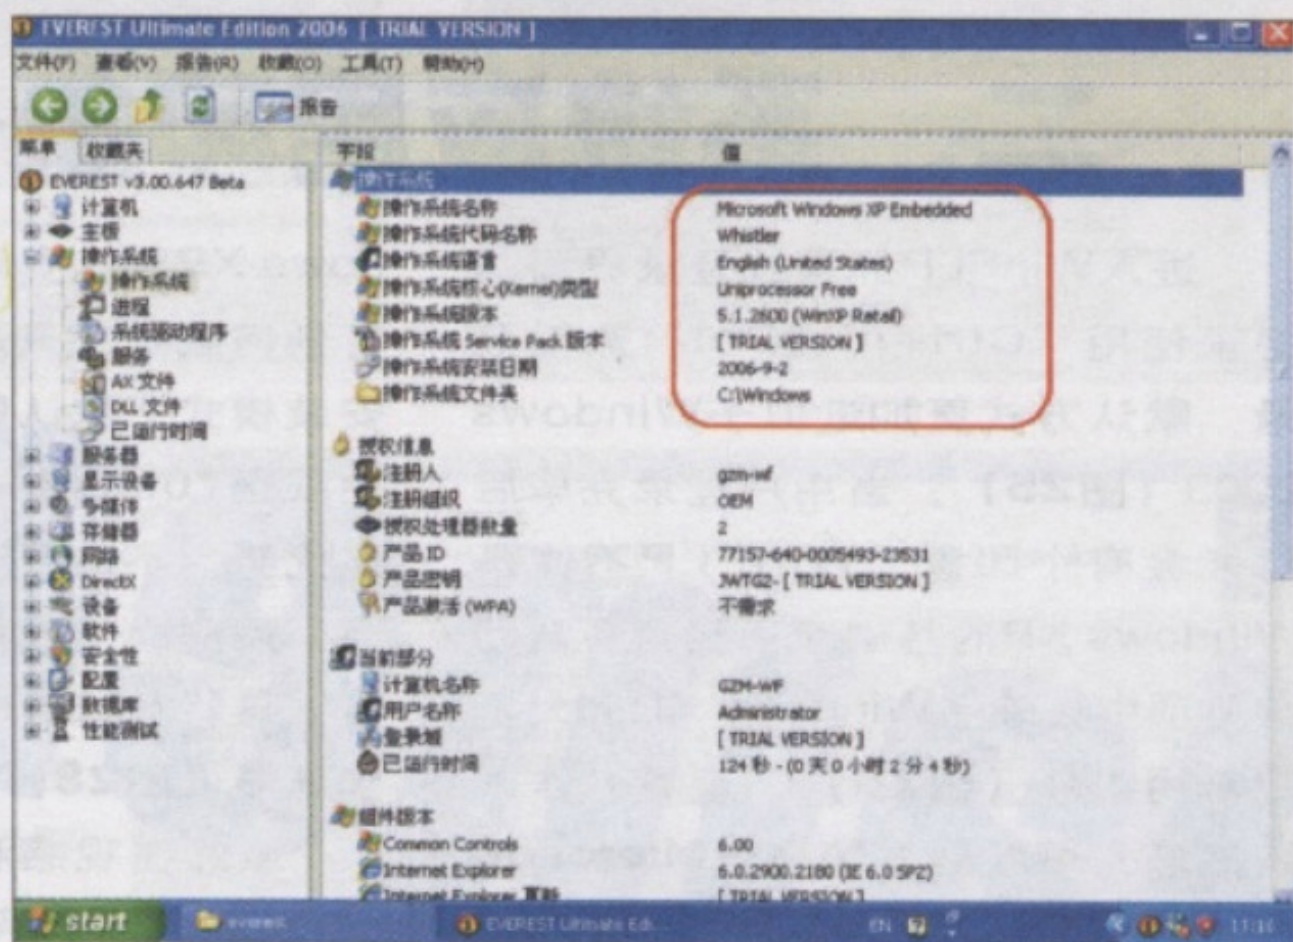 EVEREST Ultimate Edition 2006 [ TRIAL VERSION ]
文件(F) 查看(V) 报告(R) 收藏(O) 工具(T) 帮助(H)
报告
菜单 收藏夹
EVEREST v3.00.647 Beta
计算机
主板
操作系统
操作系统
进程
系统驱动程序
服务
AX 文件
DLL 文件
已运行时间
服务器
显示设备
多媒体
存储器
网络
DirectX
设备
软件
安全性
配置
数据库
性能测试
字段 值
操作系统
操作系统名称 Microsoft Windows XP Embedded
操作系统代码名称 Whistler
操作系统语言 English (United States)
操作系统核心(Kernel)类型 Uniprocessor Free
操作系统版本 5.1.2600 (WinXP Retail)
操作系统 Service Pack 版本 [ TRIAL VERSION ]
操作系统安装日期 2006-9-2
操作系统文件夹 C:\Windows
授权信息
注册人 gzm-wf
注册组织 OEM
授权处理器数量 2
产品 ID 77157-640-0005493-23531
产品密钥 JWTG2- [ TRIAL VERSION ]
产品激活 (WPA) 不需求
当前部分
计算机名称 GZM-WF
用户名称 Administrator
登录域 [ TRIAL VERSION ]
已运行时间 124 秒 - (0 天 0 小时 2 分 4 秒)
组件版本
Common Controls 6.00
Internet Explorer 6.0.2900.2180 (IE 6.0 SP2)
Internet Explorer 更新 [ TRIAL VERSION ]
start everest EVEREST Ultimate Edi... EN